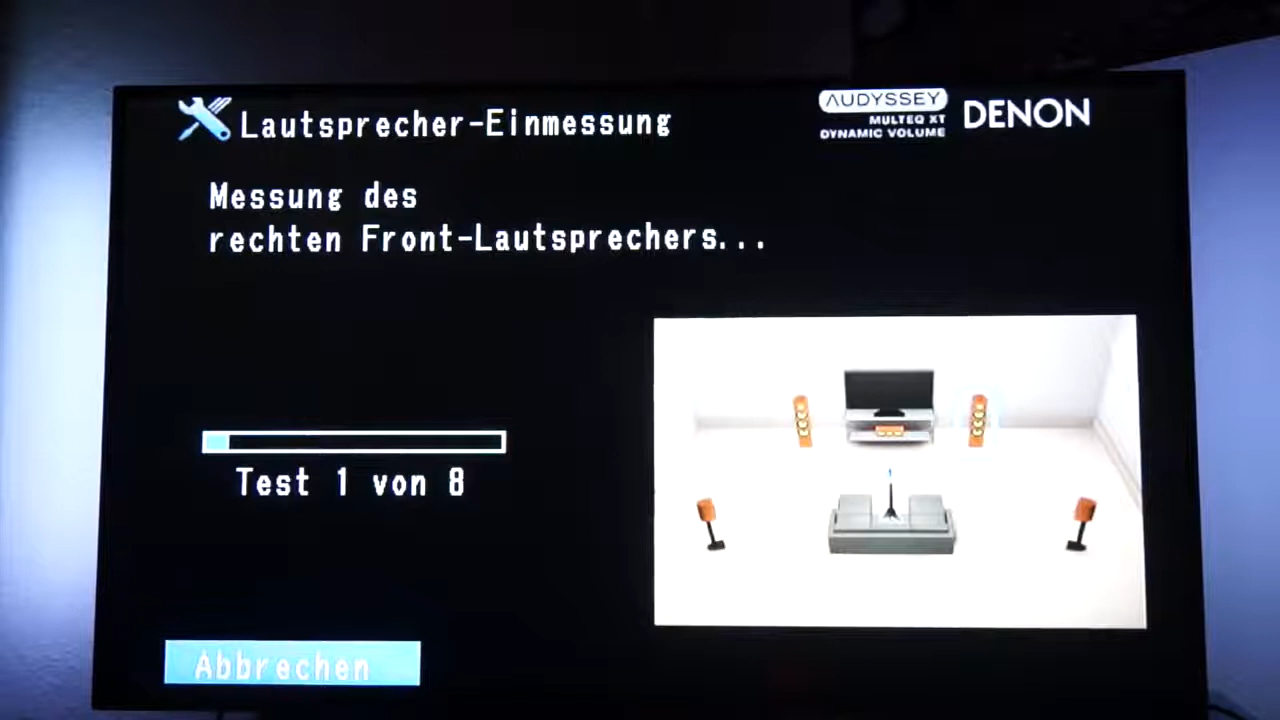 Lautsprecher-Einmessung
AUDYSSEY
MULTEQ XT
DYNAMIC VOLUME
DENON
Messung des
rechten Front-Lautsprechers...
Test 1 von 8
Abbrechen